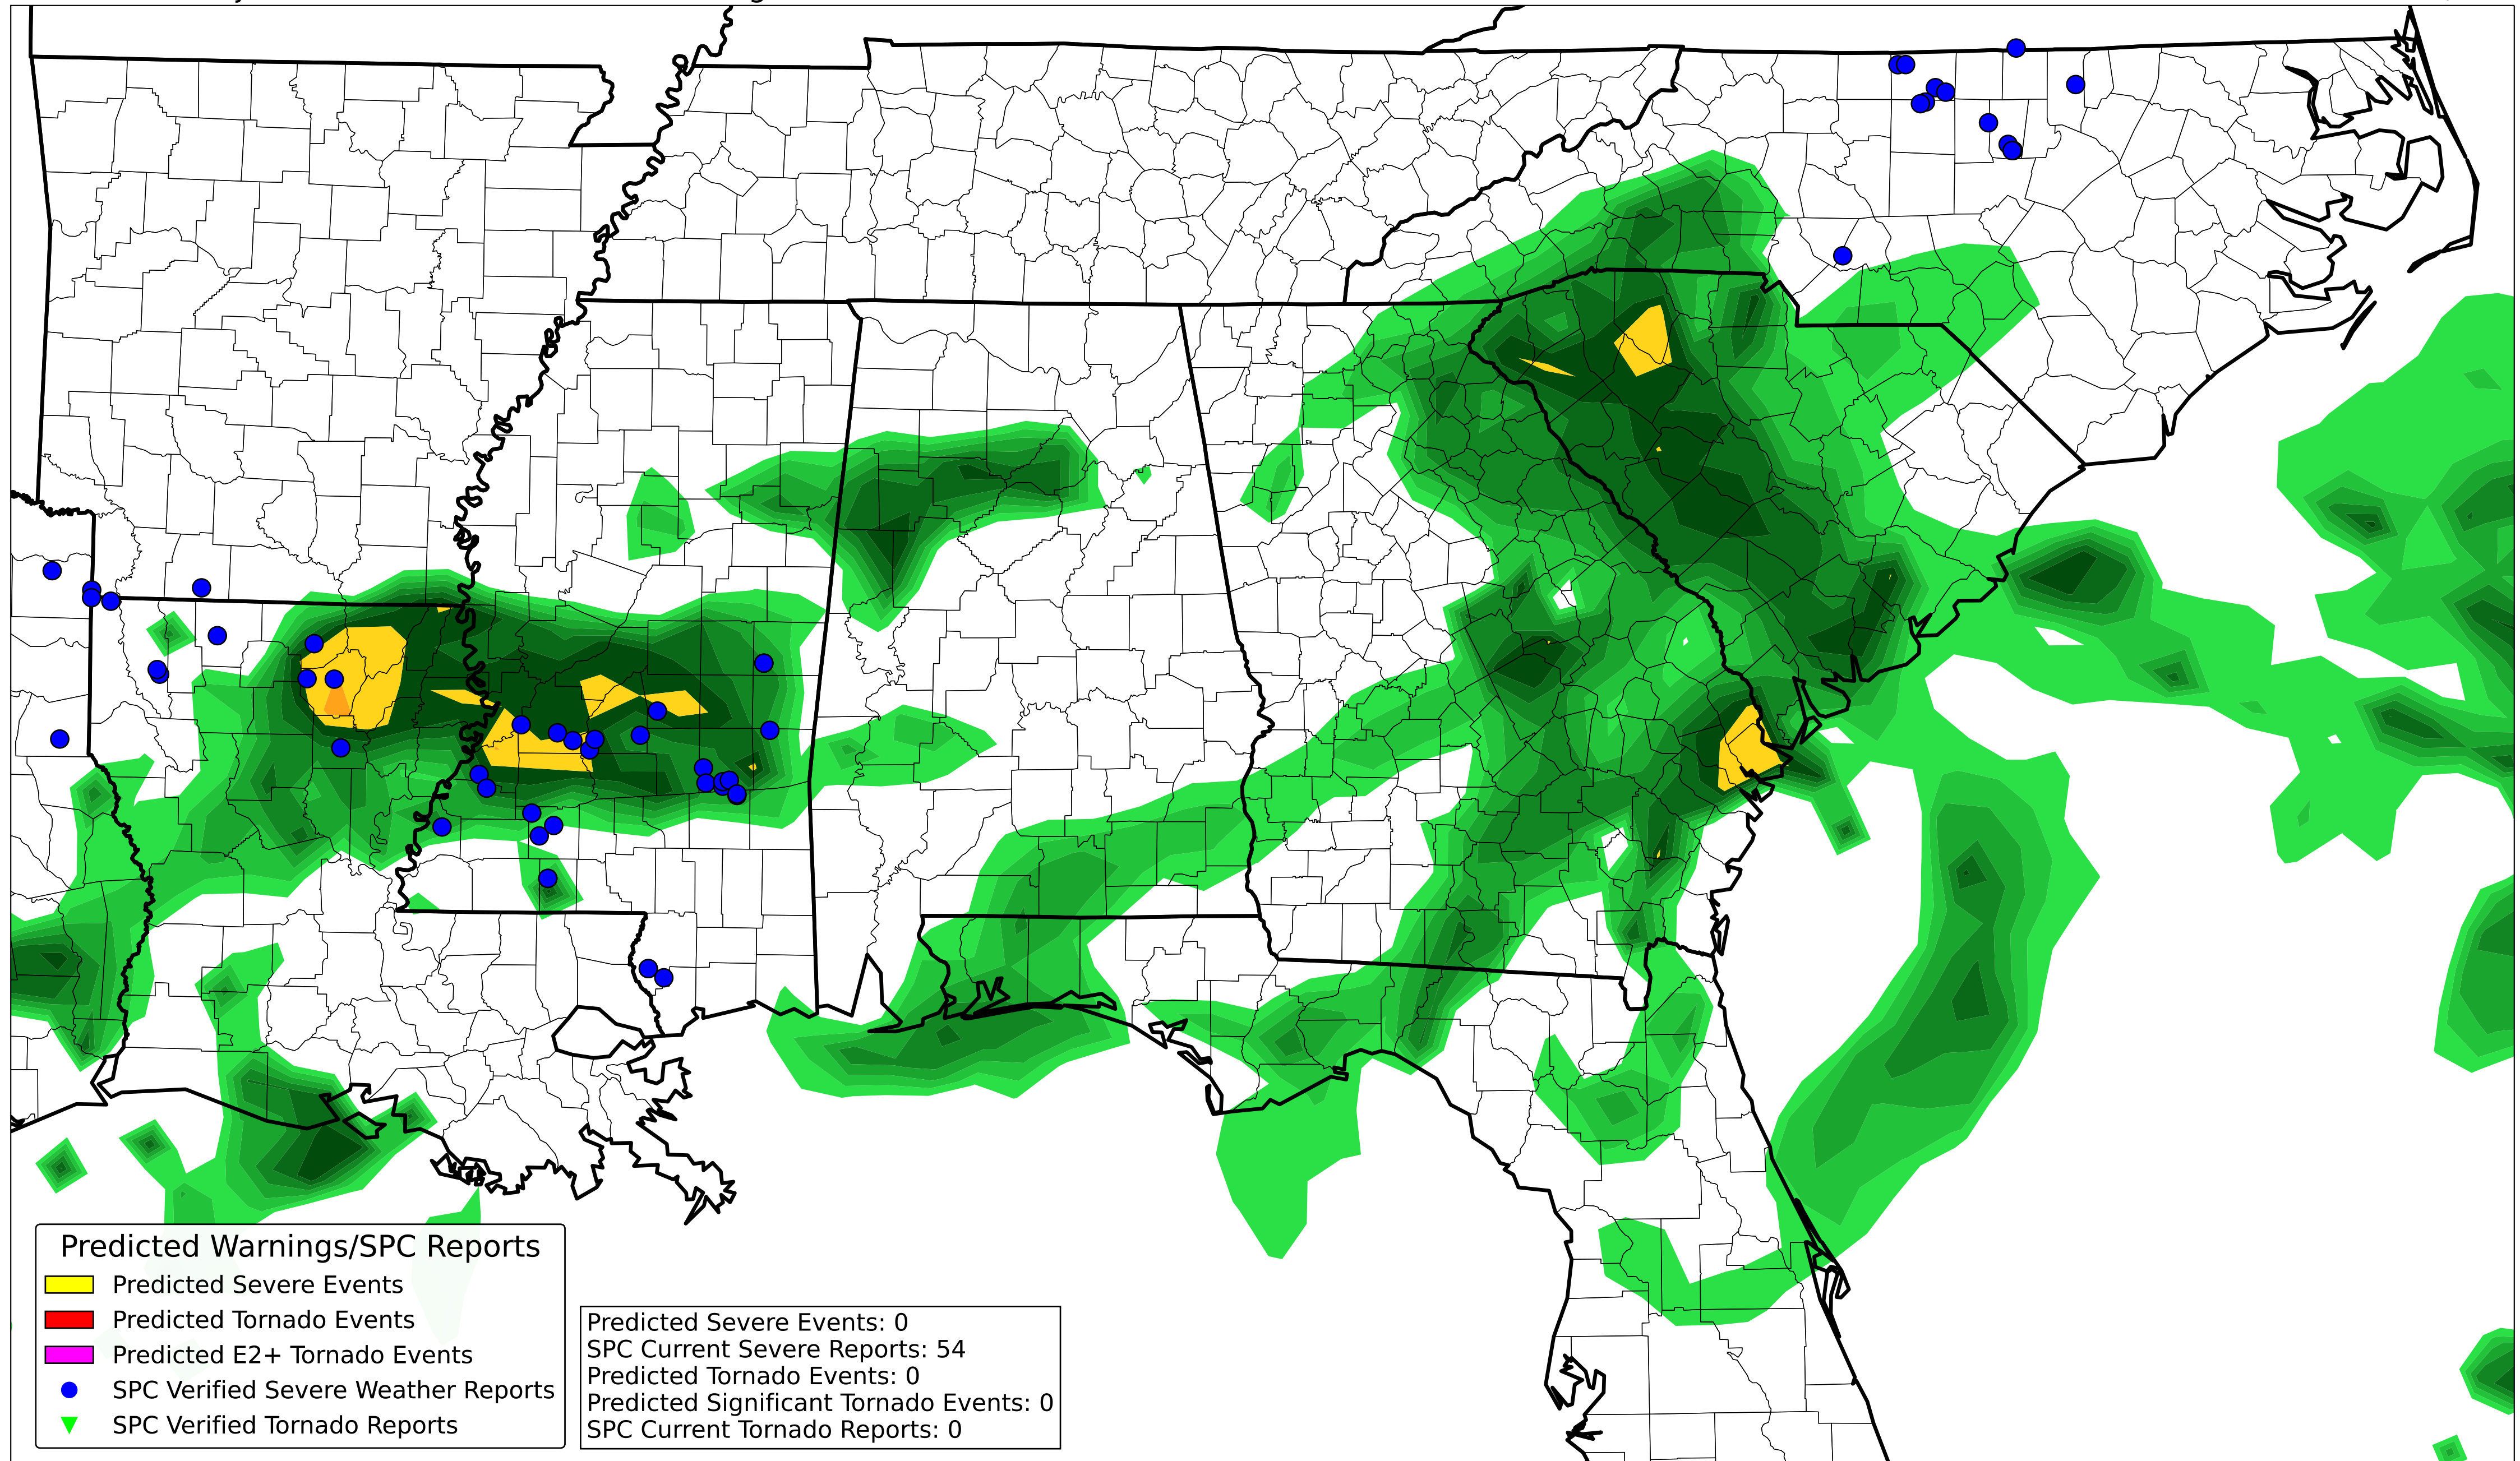 Predicted Warnings/SPC Reports
Predicted Severe Events
Predicted Tornado Events
Predicted E2+ Tornado Events
SPC Verified Severe Weather Reports
SPC Verified Tornado Reports
Predicted Severe Events: 0
SPC Current Severe Reports: 54
Predicted Tornado Events: 0
Predicted Significant Tornado Events: 0
SPC Current Tornado Reports: 0